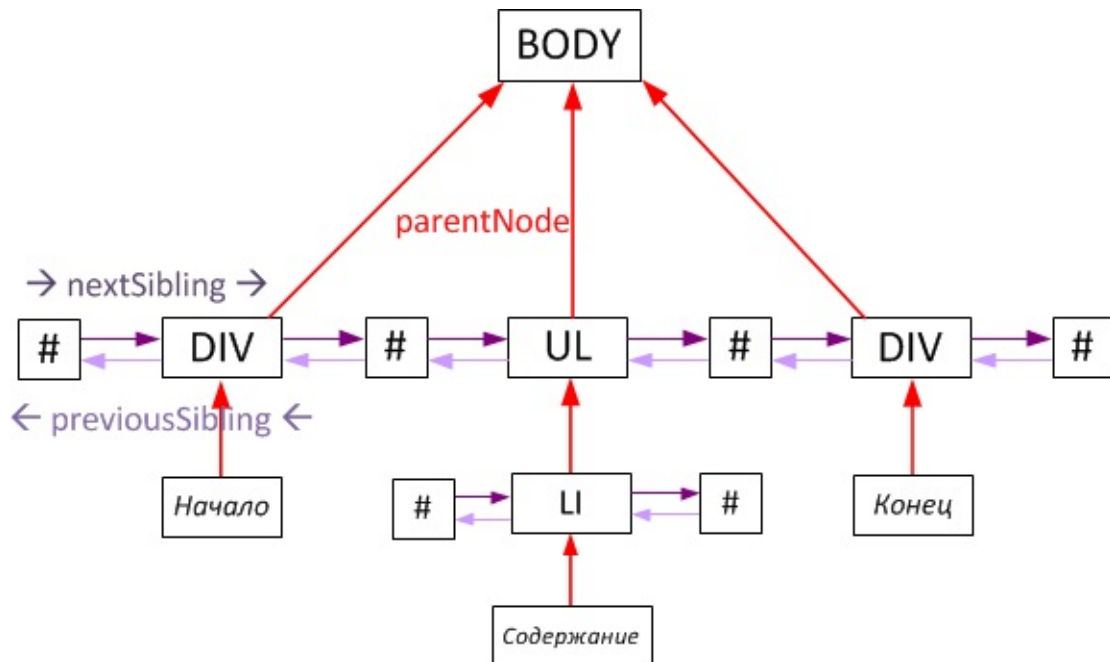 BODY
parentNode
→ nextSibling →
# DIV # UL # DIV #
← previousSibling ←
Начало # LI # Конец
Содержание